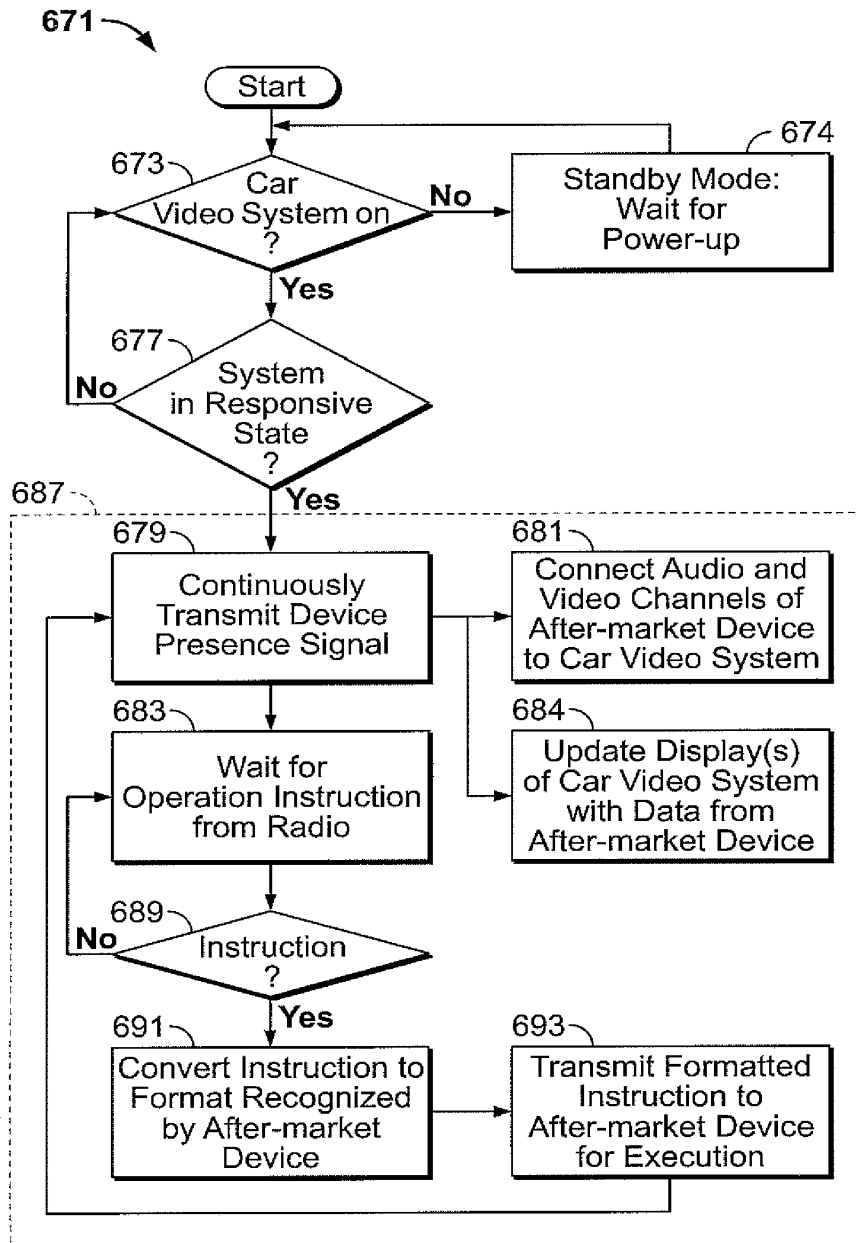 671
Start
673
Car
Video System on
?
No
674
Standby Mode:
Wait for
Power-up
Yes
677
System
in Responsive
State
?
No
Yes
687
679
Continuously
Transmit Device
Presence Signal
681
Connect Audio and
Video Channels of
After-market Device
to Car Video System
683
Wait for
Operation Instruction
from Radio
684
Update Display(s)
of Car Video System
with Data from
After-market Device
689
Instruction
?
No
Yes
691
Convert Instruction to
Format Recognized
by After-market
Device
693
Transmit Formatted
Instruction to
After-market Device
for Execution